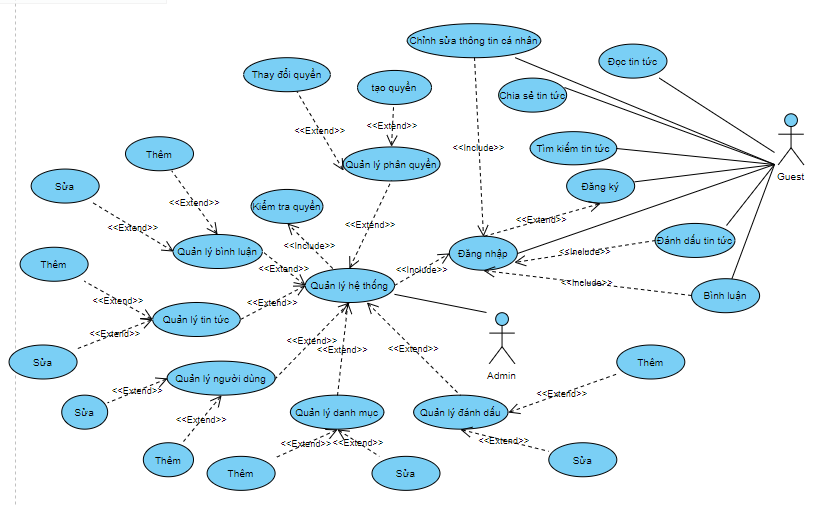 Chỉnh sửa thông tin cá nhân
Đọc tin tức
Thay đổi quyền
tạo quyền
Chia sẻ tin tức
<<Extend>>
<<Extend>>
<<Include>>
Tìm kiếm tin tức
Thêm
Quản lý phân quyền
Guest
Sửa
Đăng ký
<<Extend>>
Kiểm tra quyền
<<Extend>>
<<Extend>>
<<Extend>>
Quản lý bình luận
<<Include>>
Đăng nhập
<<Include>>
Đánh dấu tin tức
Thêm
<<Extend>>
<<Include>>
<<Include>>
Quản lý hệ thống
Bình luận
<<Extend>>
<<Extend>>
Quản lý tin tức
<<Extend>>
<<Extend>>
<<Extend>>
<<Extend>>
Sửa
Thêm
Admin
Quản lý người dùng
<<Extend>>
<<Extend>>
Sửa
<<Extend>>
Quản lý danh mục
Quản lý đánh dấu
<<Extend>>
<<Extend>>
<<Extend>>
Thêm
Sửa
Thêm
Sửa